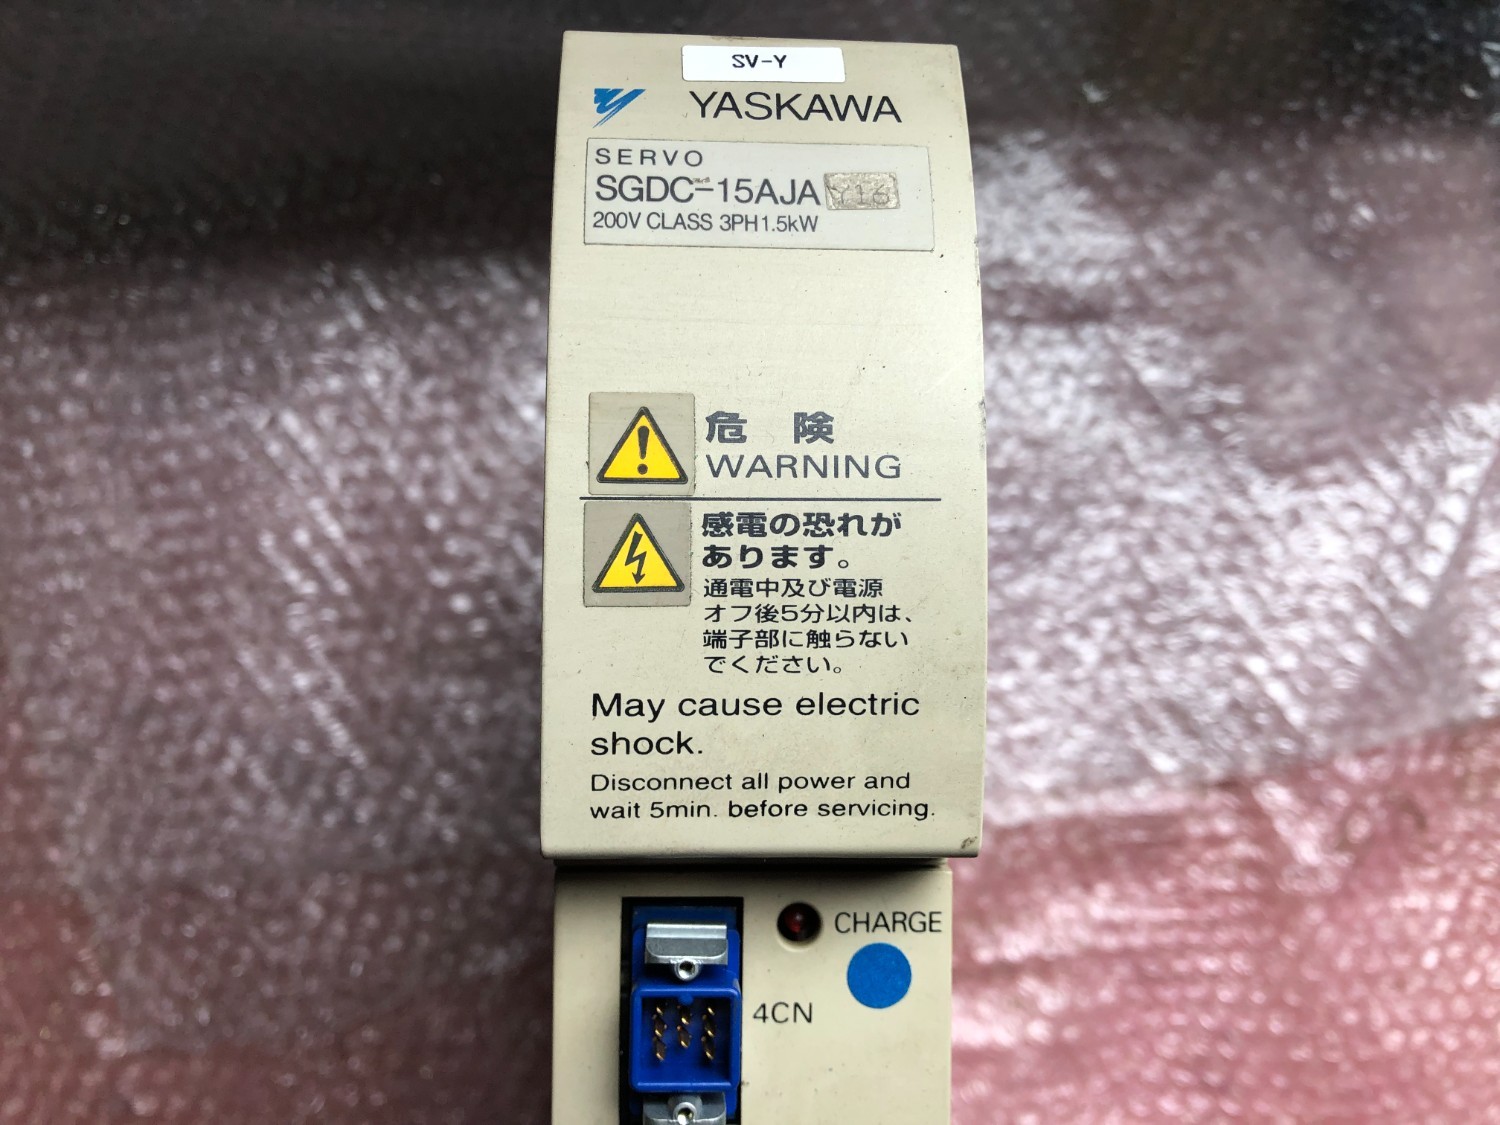 SV-Y
YASKAWA
SERVO
SGDC-15AJAY16
200V CLASS 3PH1.5kW
危 険
WARNING
感電の恐れが
あります。
通電中及び電源
オフ後5分以内は、
端子部に触らない
でください。
May cause electric
shock.
Disconnect all power and
wait 5min. before servicing.
CHARGE
4CN